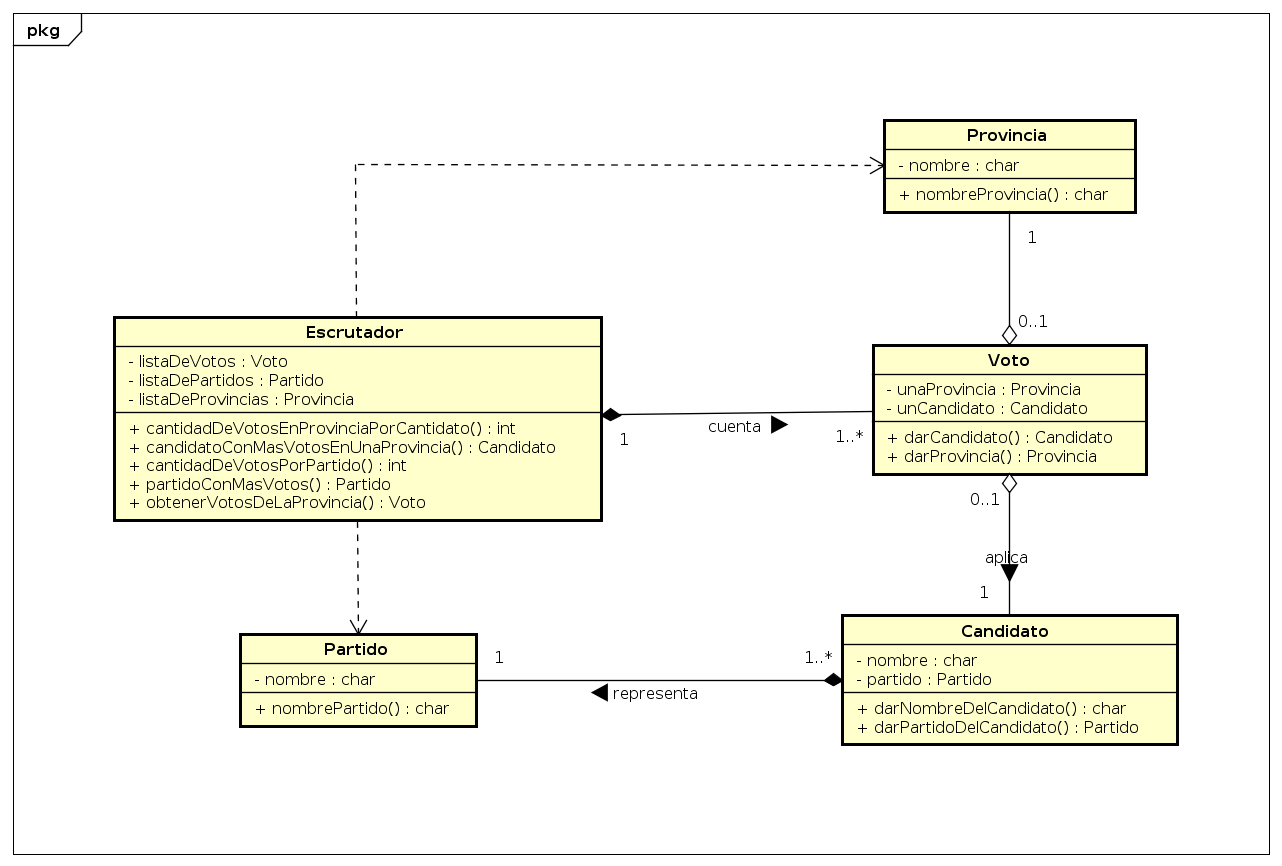 pkg
Provincia
- nombre : char
+ nombreProvincia() : char
1
0..1
Escrutador
- listaDeVotos : Voto
- listaDePartidos : Partido
- listaDeProvincias : Provincia
+ cantidadDeVotosEnProvinciaPorCantidato() : int
+ candidatoConMasVotosEnUnaProvincia() : Candidato
+ cantidadDeVotosPorPartido() : int
+ partidoConMasVotos() : Partido
+ obtenerVotosDeLaProvincia() : Voto
1
cuenta
1..*
Voto
- unaProvincia : Provincia
- unCandidato : Candidato
+ darCandidato() : Candidato
+ darProvincia() : Provincia
0..1
aplica
1
Partido
- nombre : char
+ nombrePartido() : char
1
representa
1..*
Candidato
- nombre : char
- partido : Partido
+ darNombreDelCandidato() : char
+ darPartidoDelCandidato() : Partido